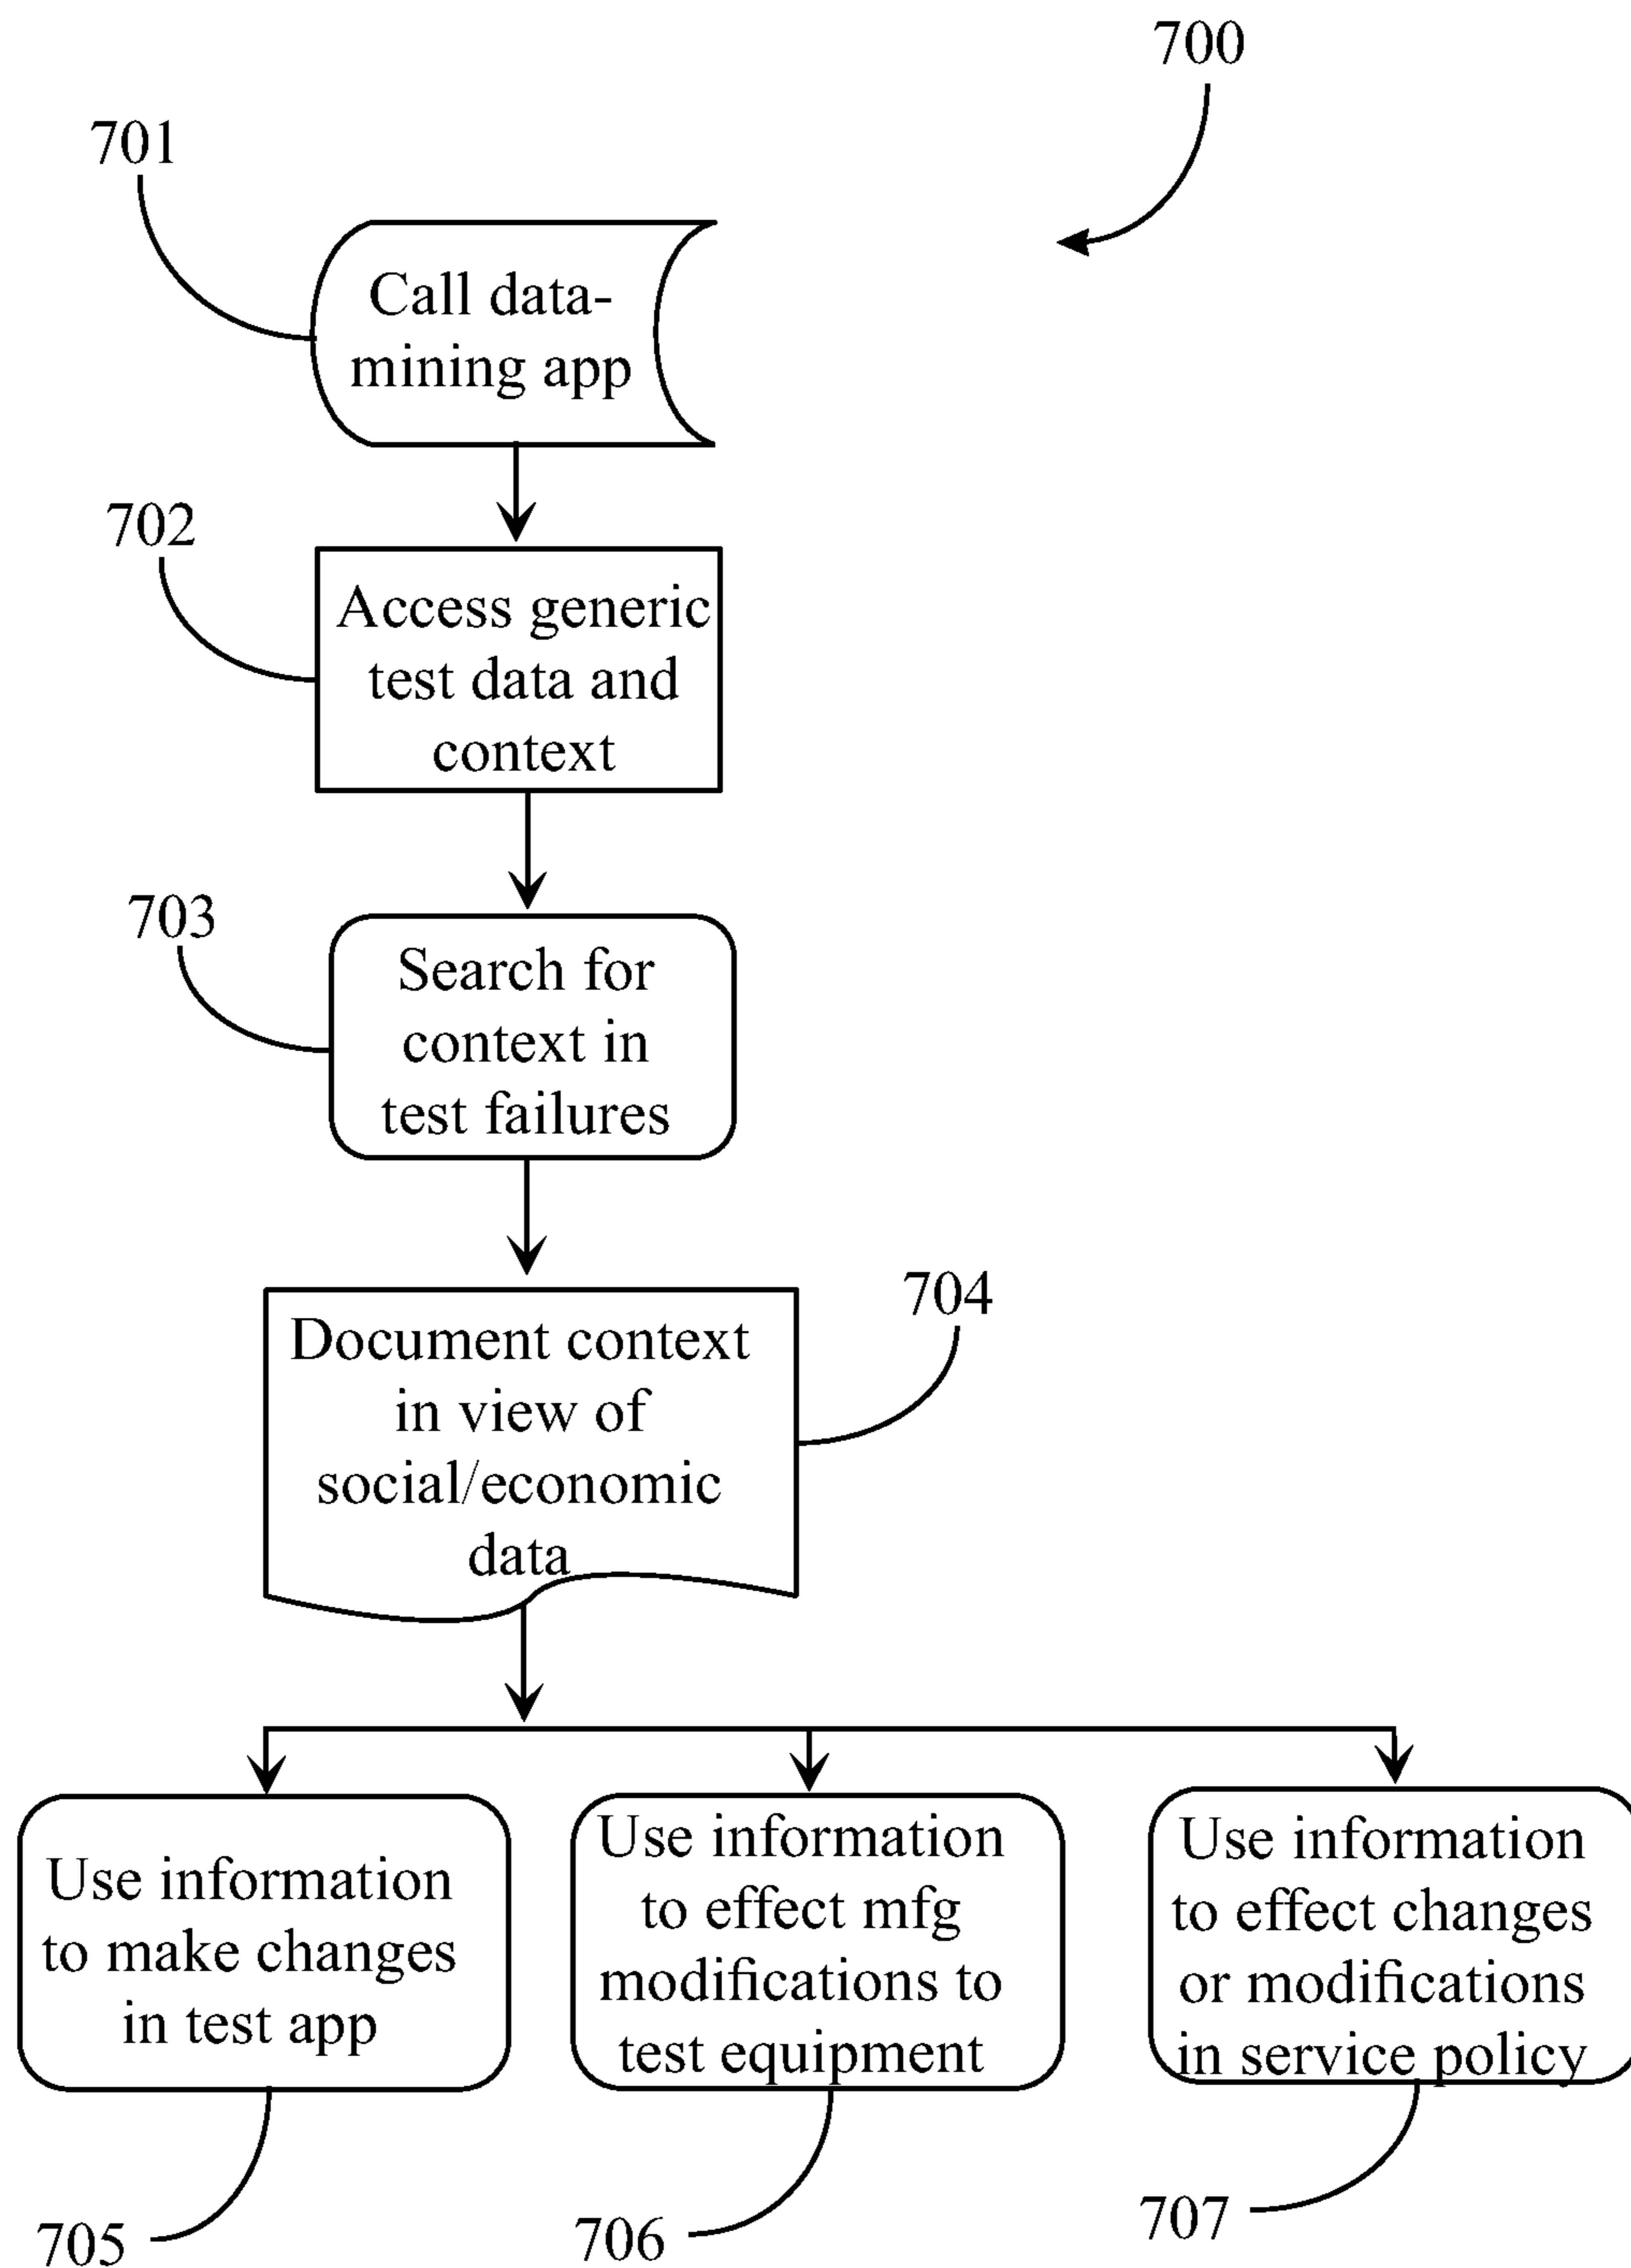 700
701
Call data-
mining app
702
Access generic
test data and
context
703
Search for
context in
test failures
704
Document context
in view of
social/economic
data
Use information
to make changes
in test app
Use information
to effect mfg
modifications to
test equipment
Use information
to effect changes
or modifications
in service policy
705
706
707